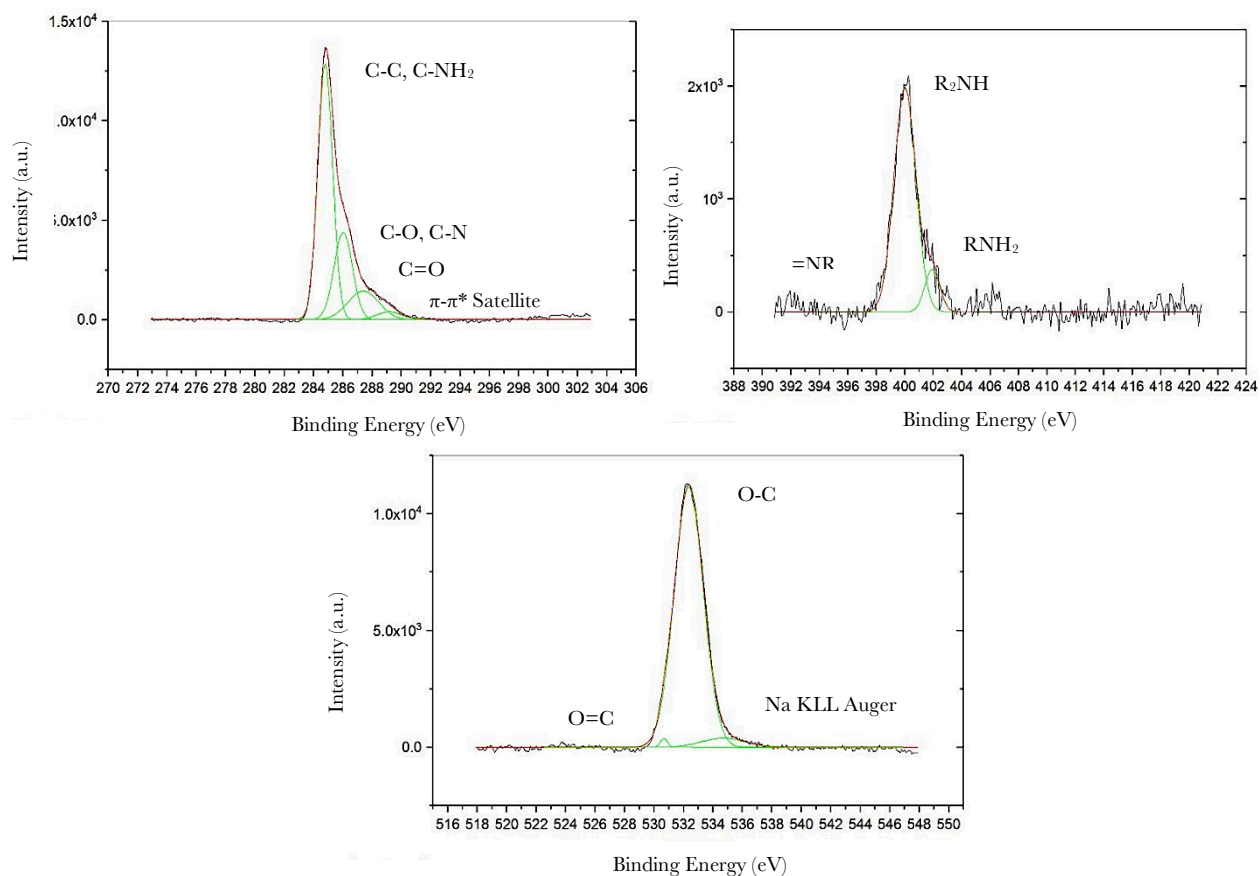 1.5x10⁴
.0x10⁴
5.0x10³
0.0
Intensity (a.u.)
C-C, C-NH₂
C-O, C-N
C=O
π-π* Satellite
270 272 274 276 278 280 282 284 286 288 290 292 294 296 298 300 302 304 306
Binding Energy (eV)
2x10³
10³
0
Intensity (a.u.)
R₂NH
RNH₂
=NR
388 390 392 394 396 398 400 402 404 406 408 410 412 414 416 418 420 422 424
Binding Energy (eV)
1.0x10⁴
5.0x10³
0.0
Intensity (a.u.)
O-C
Na KLL Auger
O=C
516 518 520 522 524 526 528 530 532 534 536 538 540 542 544 546 548 550
Binding Energy (eV)